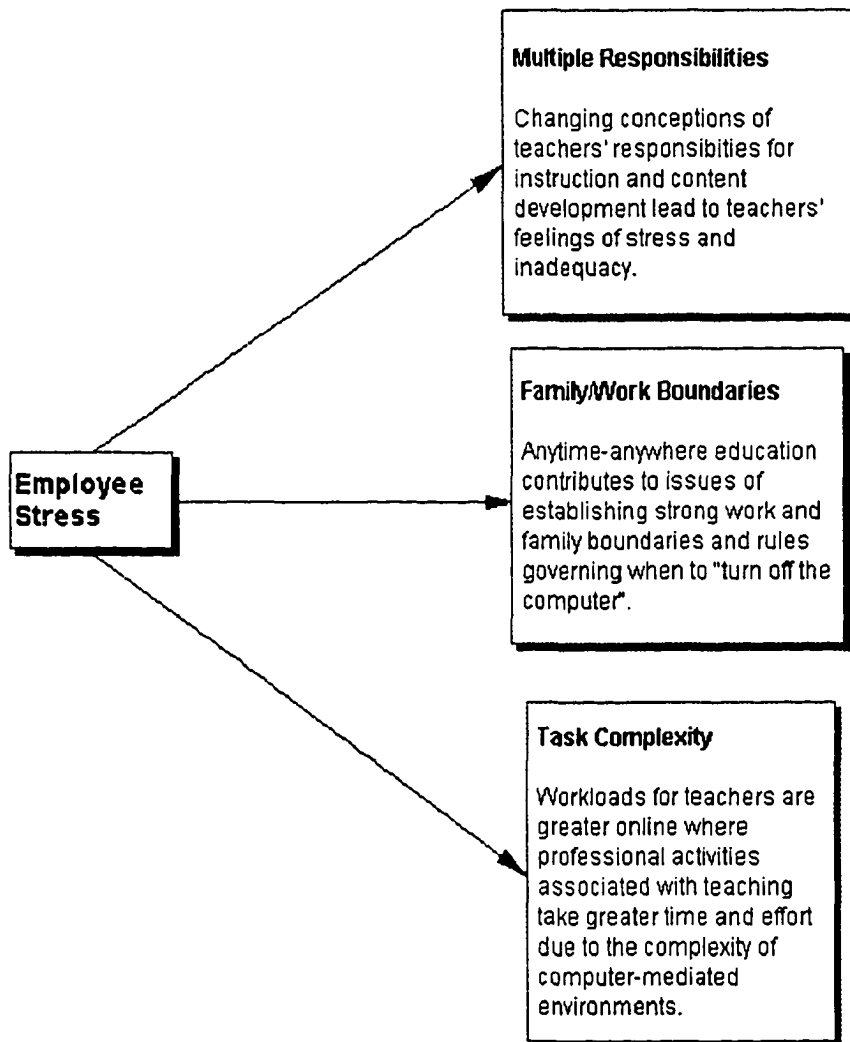 Multiple Responsibilities
Changing conceptions of
teachers' responsibities for
instruction and content
development lead to teachers'
feelings of stress and
inadequacy.
Family/Work Boundaries
Anytime-anywhere education
contributes to issues of
establishing strong work and
family boundaries and rules
governing when to "turn off the
computer".
Employee
Stress
Task Complexity
Workloads for teachers are
greater online where
professional activities
associated with teaching
take greater time and effort
due to the complexity of
computer-mediated
environments.